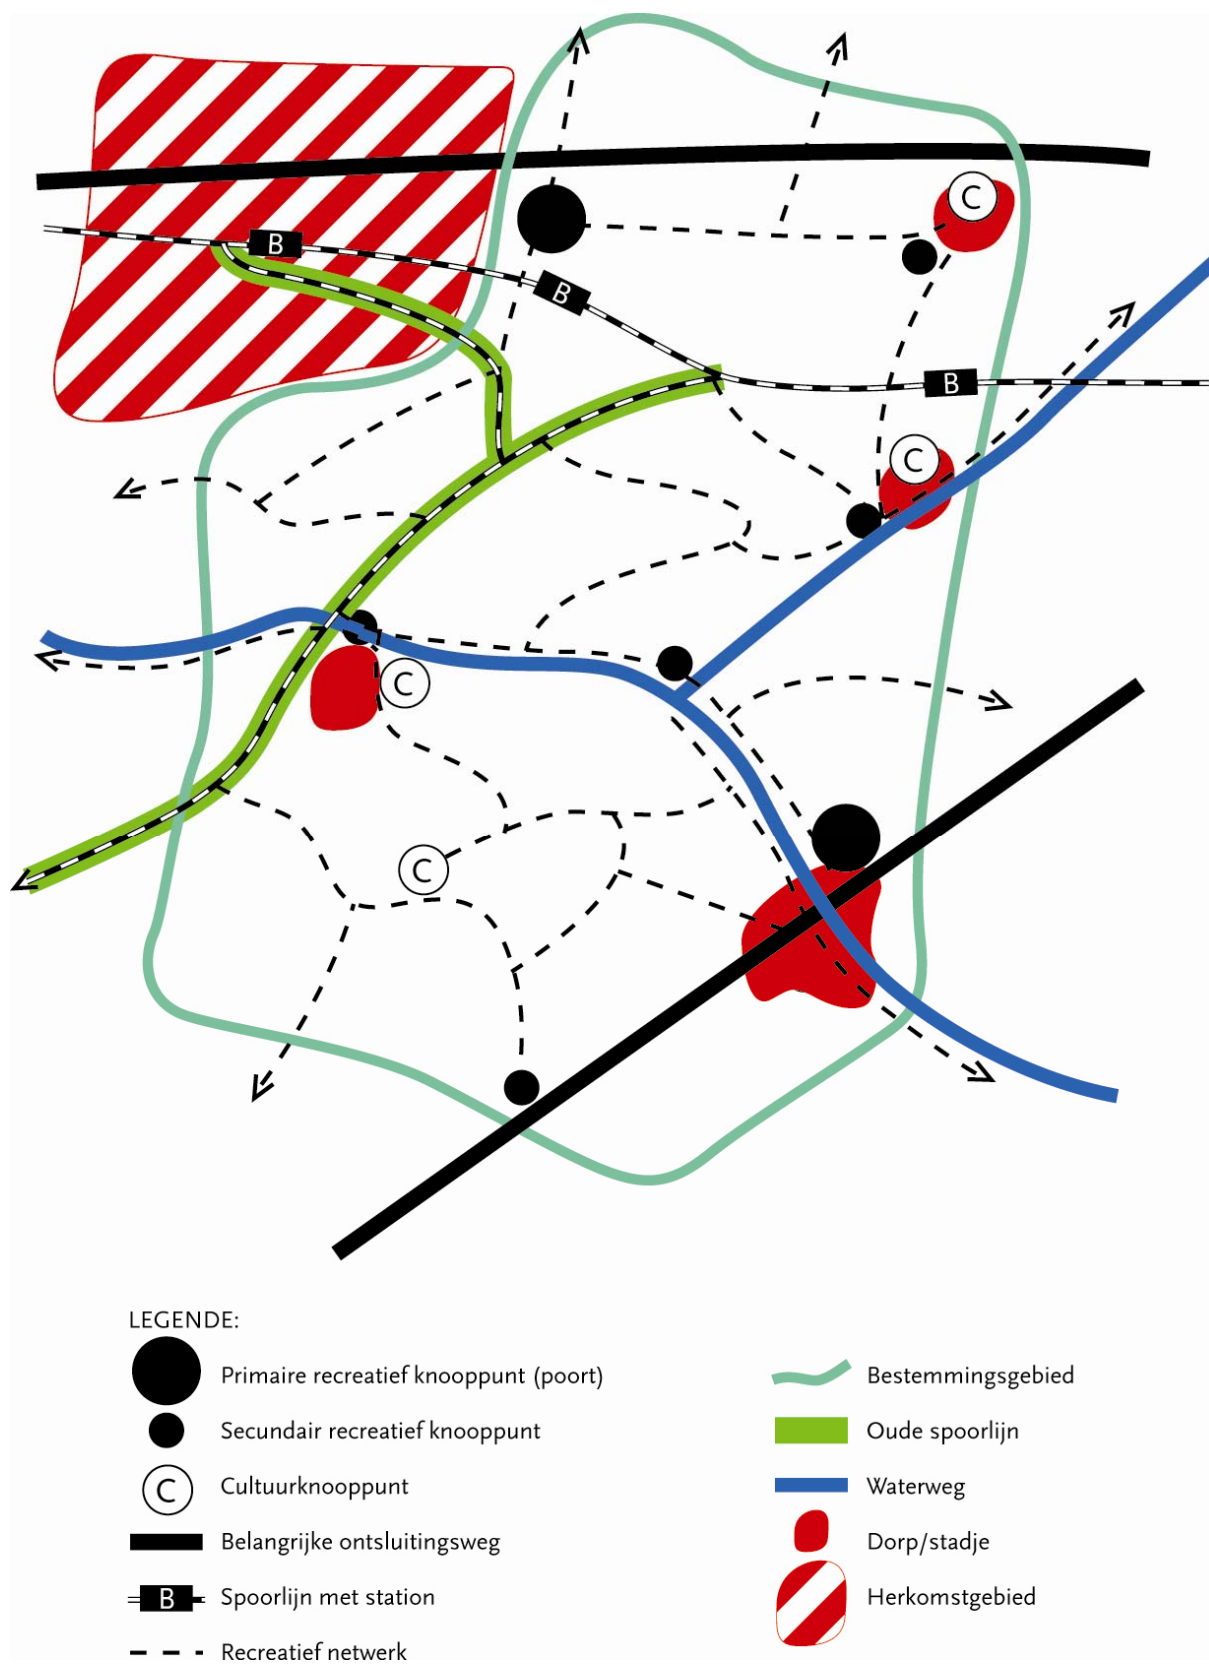 C
B
B
B
C
C
C
LEGENDE:
Primaire recreatief knooppunt (poort)
Secundair recreatief knooppunt
C Cultuurknooppunt
Belangrijke ontsluitingsweg
B Spoorlijn met station
Recreatief netwerk
Bestemmingsgebied
Oude spoorlijn
Waterweg
Dorp/stadje
Herkomstgebied